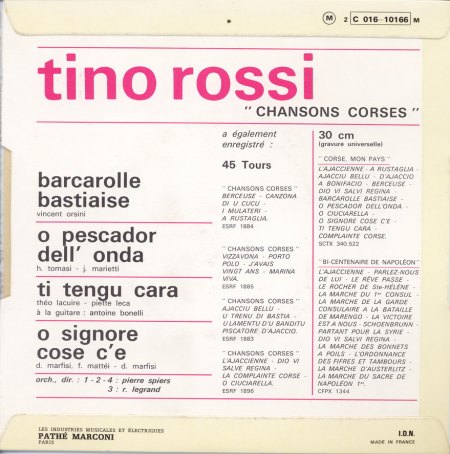 M 2 C 016-10166 M
tino rossi
" CHANSONS CORSES "
barcarolle
bastiaise
vincent orsini
o pescador
dell' onda
h. tomasi - j. marietti
ti tengu cara
théo lacuire - piette leca
à la guitare : antoine bonelli
o signore
cose c'e
d. marfisi, f. mattéi - d. marfisi
orch. dir. : 1 - 2 - 4 : pierre spiers
3 : r. legrand
a également
enregistré :
45 Tours
" CHANSONS CORSES "
BERCEUSE - CANZONA
DI U CUCU -
I MULATERI -
A RUSTAGLIA.
ESRF 1884
" CHANSONS CORSES "
VIZZAVONA - PORTO
POLO - J'AVAIS
VINGT ANS - MARINA
VIVA.
ESRF 1885
" CHANSONS CORSES "
AJACCIU BELLU -
U TRENU DI BASTIA -
U LAMENTU D'U BANDITU
PISCATORE D'AJACCIO.
ESRF 1883
" CHANSONS CORSES "
L'AJACCIENNE - DIO VI
SALVE REGINA -
LA COMPLAINTE CORSE -
O CIUCIARELLA.
ESRF 1896
30 cm
(gravure universelle)
" CORSE, MON PAYS "
L'AJACCIENNE - A RUSTAGLIA -
AJACCIU BELLU - D'AJACCIO
A BONIFACIO - BERCEUSE
DIO VI SALVI REGINA -
BARCAROLLE BASTIAISE -
O PESCADOR DELL'ONDA -
O CIUCIARELLA -
O SIGNORE COSE C'E -
TI TENGU CARA -
COMPLAINTE CORSE.
SCTX 340.522
"BI-CENTENAIRE DE NAPOLÉON"
L'AJACCIENNE - PARLEZ-NOUS
DE LUI - LE RÊVE PASSE -
LE ROCHER DE Ste-HÉLÈNE -
LA MARCHE DU 1er CONSUL -
LA MARCHE DE LA GARDE
CONSULAIRE A LA BATAILLE
DE MARENGO - LA VICTOIRE
EST A NOUS - SCHOENBRUNN -
PARTANT POUR LA SYRIE -
DIO VI SALVI REGINA -
LA MARCHE DES BONNETS
A POILS - L'ORDONNANCE
DES FIFRES ET TAMBOURS -
LA MARCHE D'AUSTERLITZ -
LA MARCHE DU SACRE DE
NAPOLÉON 1er.
CFPX 1344
LES INDUSTRIES MUSICALES ET ÉLECTRIQUES
PATHÉ MARCONI
PARIS
I.D.N.
MADE IN FRANCE